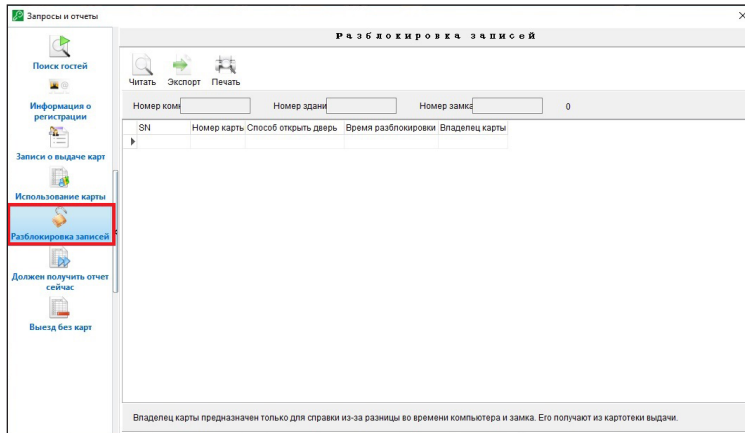 Запросы и отчеты
Разблокировка записей
Поиск гостей
Информация о
регистрации
Записи о выдаче карт
Использование карты
Разблокировка записей
Должен получить отчет
сейчас
Выезд без карт
Читать Экспорт Печать
Номер ком Номер здани Номер замка 0
SN Номер карть Способ открыть дверь Время разблокировки Владелец карты
Владелец карты предназначен только для справки из-за разницы во времени компьютера и замка. Его получают из картотеки выдачи.